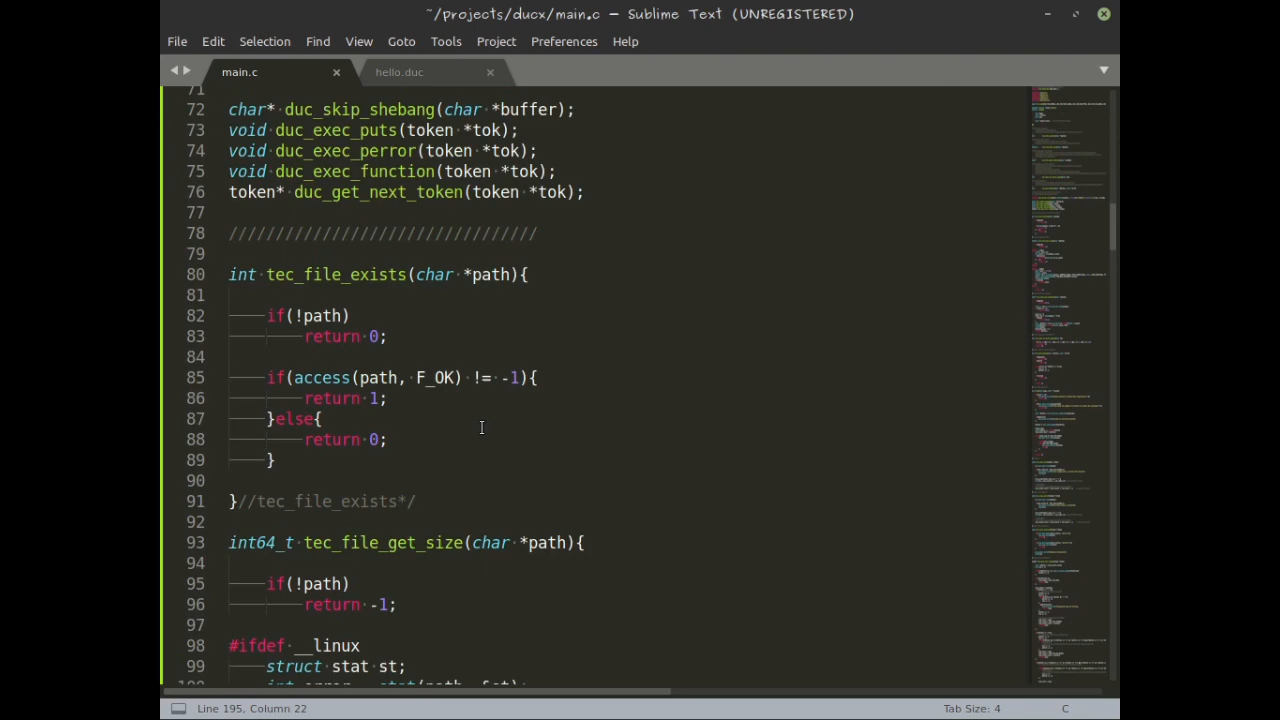 ~/projects/ducx/main.c — Sublime Text (UNREGISTERED)
File Edit Selection Find View Goto Tools Project Preferences Help
main.c × hello.duc ×
71
72 char* duc_skip_shebang(char *buffer);
73 void duc_exec_puts(token *tok);
74 void duc_exec_perror(token *tok);
75 void duc_exec_function(token *tok);
76 token* duc_get_next_token(token *tok);
77
78 /////////////////////////////////
79
80 int tec_file_exists(char *path){
81
82 if(!path)
83 return 0;
84
85 if(access(path, F_OK) != -1){
86 return 1;
87 }else{
88 return 0;
89 }
90
91 }//tec_file_exists*/
92
93 int64_t tec_file_get_size(char *path){
94
95 if(!path)
96 return -1;
97
98 #ifdef __linux
99 struct stat st;
Line 195, Column 22 Tab Size: 4 C